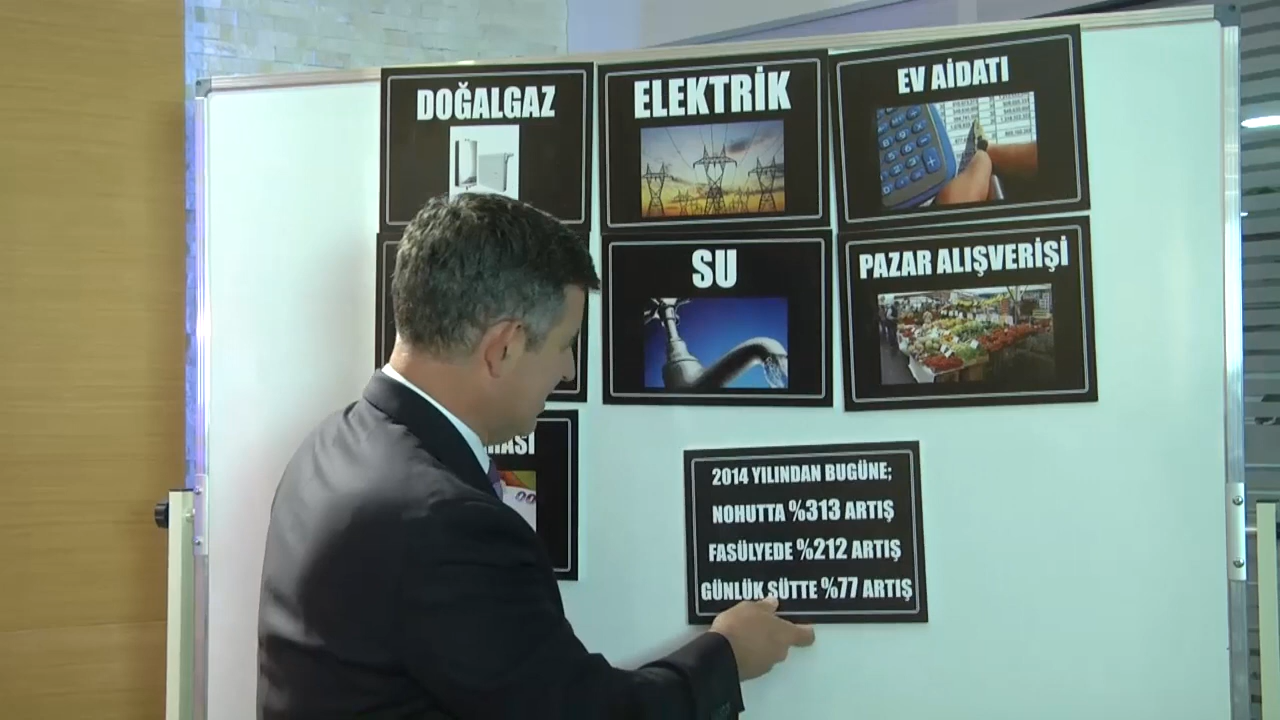 DOĞALGAZ
ELEKTRİK
EV AİDATI
SU
PAZAR ALIŞVERİŞİ
2014 YILINDAN BUGÜNE;
NOHUTTA %313 ARTIŞ
FASÜLYEDE %212 ARTIŞ
GÜNLÜK SÜTTE %77 ARTIŞ